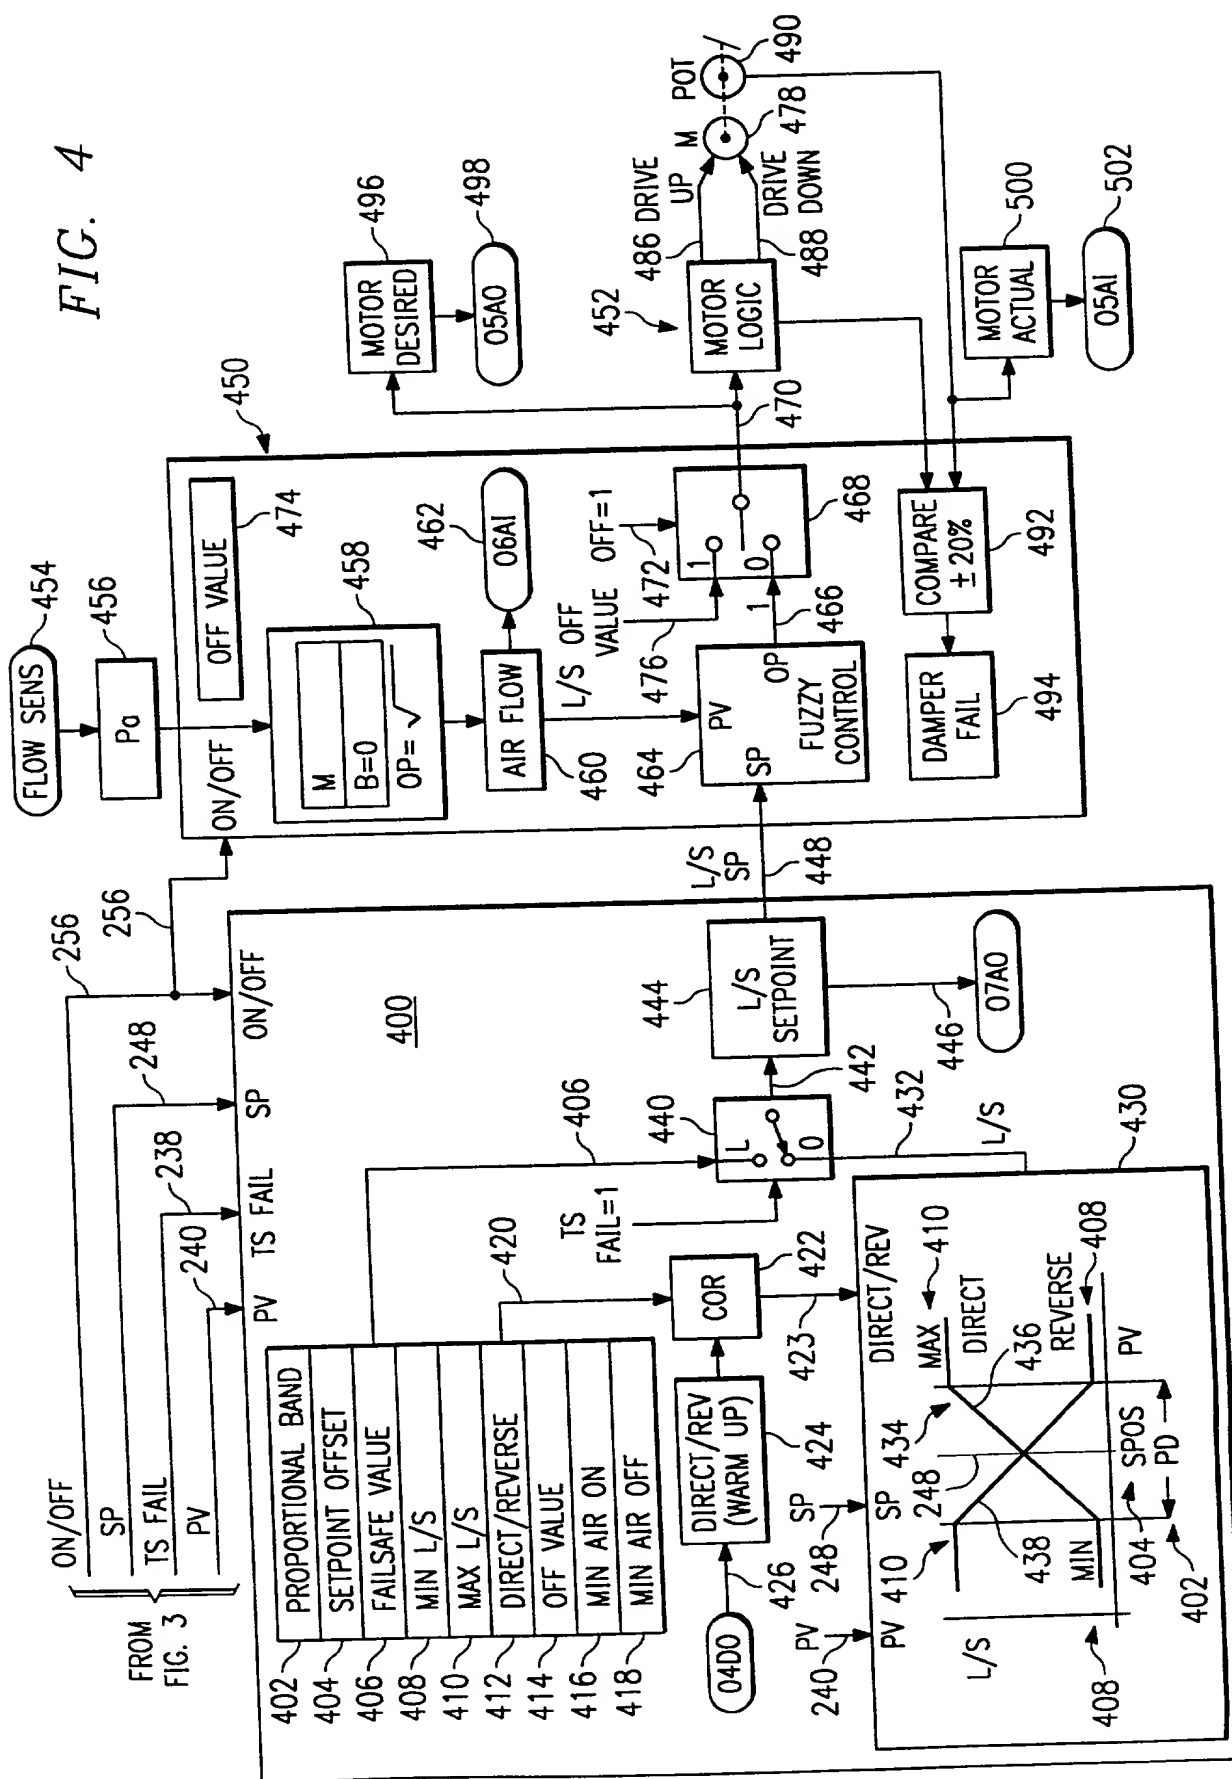 FIG. 4
ON/OFF
SP
TS FAIL
PV
FROM
FIG. 3
256
256
248
238
240
PV
TS FAIL
SP
ON/OFF
400
402
PROPORTIONAL BAND
404
SETPOINT OFFSET
406
FAILSAFE VALUE
408
MIN L/S
410
MAX L/S
412
DIRECT/REVERSE
414
OFF VALUE
416
MIN AIR ON
418
MIN AIR OFF
420
406
TS
FAIL=1
440
L
0
442
444
L/S
SETPOINT
446
07AO
L/S
SP
448
04DO
426
DIRECT/REV
(WARM UP)
424
COR
422
423
432
L/S
430
PV
240
SP
248
PV
SP
DIRECT/REV
L/S
410
MAX
410
DIRECT
434
436
REVERSE
408
438
248
MIN
PV
408
404
SPOS
PD
402
FLOW SENS
454
Pa
456
ON/OFF
450
OFF VALUE
474
M
B=0
OP=√
458
AIR FLOW
460
06AI
462
L/S OFF
VALUE
OFF=1
472
476
PV
SP
OP
FUZZY
CONTROL
464
1
466
1
0
468
470
COMPARE
±20%
492
DAMPER
FAIL
494
MOTOR
DESIRED
496
05AO
498
452
MOTOR
LOGIC
486
DRIVE
UP
488
DRIVE
DOWN
M
478
POT
490
MOTOR
ACTUAL
500
05AI
502